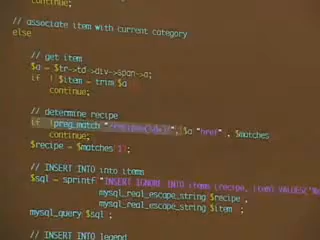 continue;
// associate item with current category
else
// get item
$a = $tr->td->div->span->a;
if ( ! $item = trim($a
continue;
// determine recipe
if (!preg_match( $a["href"], $matches
continue;
$recipe = $matches[1];
// INSERT INTO items
$sql = sprintf("INSERT IGNORE INTO items (recipe, item) VALUES(
mysql_real_escape_string($recipe),
mysql_real_escape_string($item
mysql_query($sql);
// INSERT INTO legend